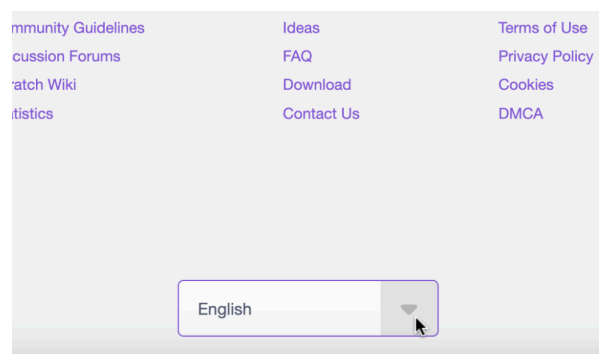 mmunity Guidelines
cussion Forums
ratch Wiki
tistics
Ideas
FAQ
Download
Contact Us
Terms of Use
Privacy Policy
Cookies
DMCA
English